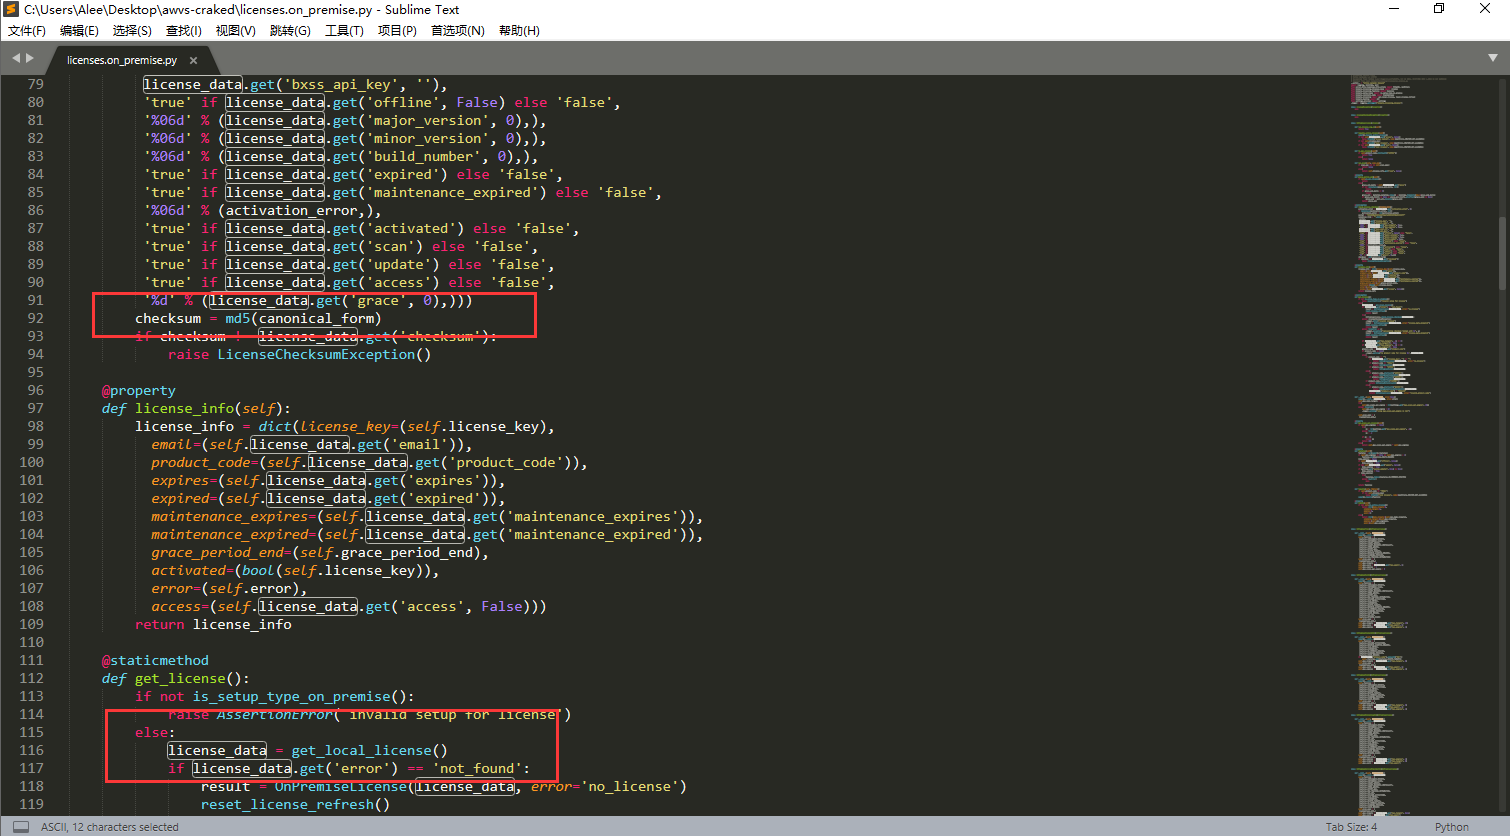 C:\Users\Alee\Desktop\awvs-craked\licenses.on_premise.py - Sublime Text
文件(F) 编辑(E) 选择(S) 查找(I) 视图(V) 跳转(G) 工具(T) 项目(P) 首选项(N) 帮助(H)
licenses.on_premise.py ×
79 license_data.get('bxss_api_key', ''),
80 'true' if license_data.get('offline', False) else 'false',
81 '%06d' % (license_data.get('major_version', 0),),
82 '%06d' % (license_data.get('minor_version', 0),),
83 '%06d' % (license_data.get('build_number', 0),),
84 'true' if license_data.get('expired') else 'false',
85 'true' if license_data.get('maintenance_expired') else 'false',
86 '%06d' % (activation_error,),
87 'true' if license_data.get('activated') else 'false',
88 'true' if license_data.get('scan') else 'false',
89 'true' if license_data.get('update') else 'false',
90 'true' if license_data.get('access') else 'false',
91 '%d' % (license_data.get('grace', 0),)))
92 checksum = md5(canonical_form)
93 if checksum != license_data.get('checksum'):
94 raise LicenseChecksumException()
95
96 @property
97 def license_info(self):
98 license_info = dict(license_key=(self.license_key),
99 email=(self.license_data.get('email')),
100 product_code=(self.license_data.get('product_code')),
101 expires=(self.license_data.get('expires')),
102 expired=(self.license_data.get('expired')),
103 maintenance_expires=(self.license_data.get('maintenance_expires')),
104 maintenance_expired=(self.license_data.get('maintenance_expired')),
105 grace_period_end=(self.grace_period_end),
106 activated=(bool(self.license_key)),
107 error=(self.error),
108 access=(self.license_data.get('access', False)))
109 return license_info
110
111 @staticmethod
112 def get_license():
113 if not is_setup_type_on_premise():
114 raise AssertionError('invalid setup for license')
115 else:
116 license_data = get_local_license()
117 if license_data.get('error') == 'not_found':
118 result = OnPremiseLicense(license_data, error='no_license')
119 reset_license_refresh()
ASCII, 12 characters selected
Tab Size: 4
Python